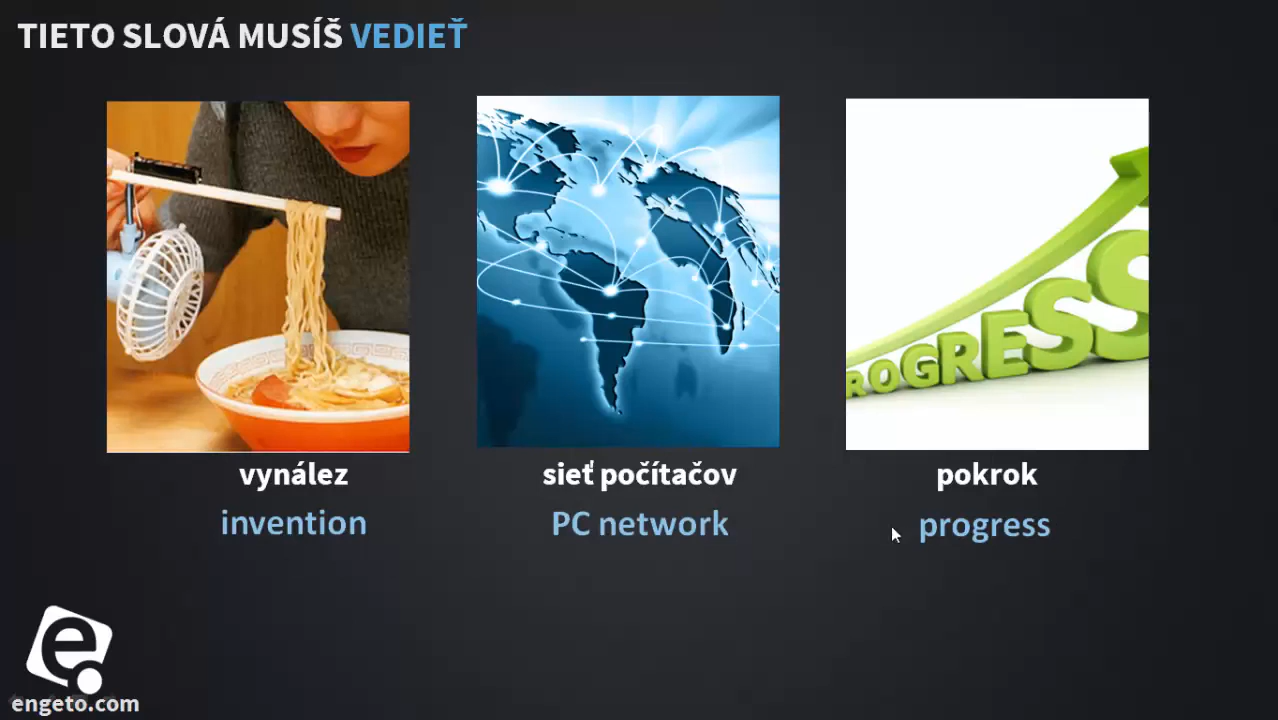 TIETO SLOVÁ MUSÍŠ VEDIEŤ
ROGRESS
vynález
sieť počítačov
pokrok
invention
PC network
progress
e
engeto.com